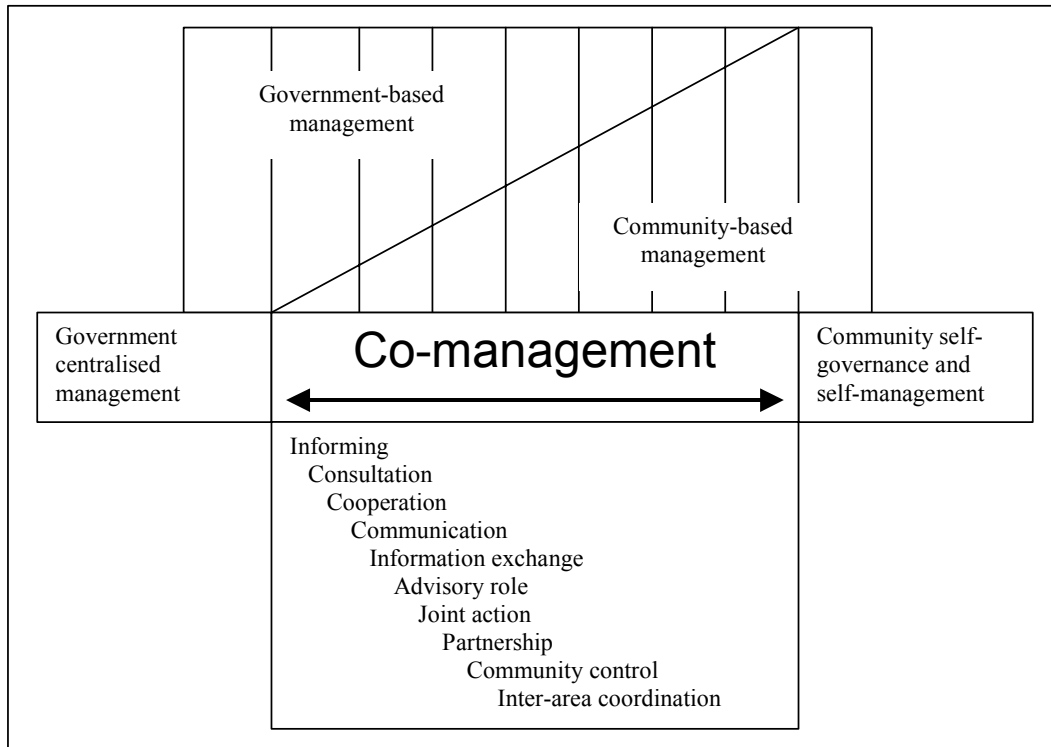 Government-based
management
Community-based
management
Government
centralised
management
Co-management
Community self-
governance and
self-management
Informing
Consultation
Cooperation
Communication
Information exchange
Advisory role
Joint action
Partnership
Community control
Inter-area coordination